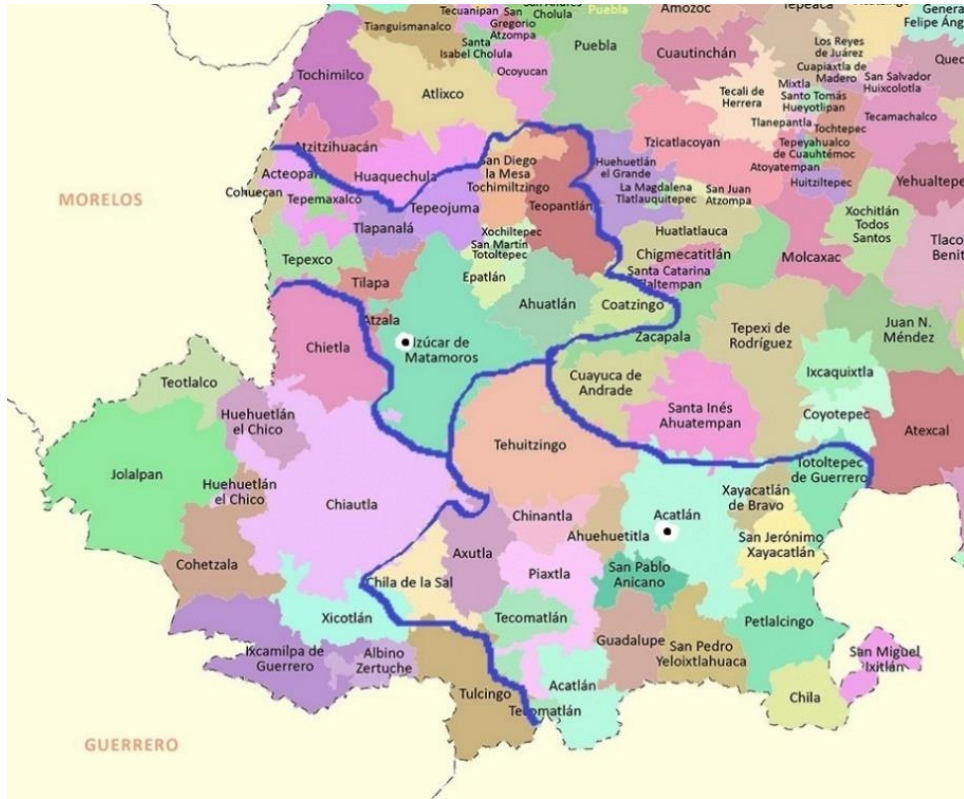 Tecuanipan
San
Gregorio
Atzompa
Cholula
Puebla
Amozoc
Tepeaca
General
Felipe Áng
Tianguismanalco
Santa
Isabel Cholula
Ocoyucan
Puebla
Cuautinchán
Los Reyes
de Juárez
Cuapiaxtla de
Madero
Quec
Tochimilco
Atlixco
Tecali de
Herrera
Mixtla
Santo Tomás
Hueyotlipan
San Salvador
Huixcolotla
Tlanepantla
Tochtepec
Tecamachalco
Atzitzihuacán
Tzicatlacoyan
Tepeyahualco
de Cuauhtémoc
Atoyatempan
Huitziltepec
Yehualtepe
MORELOS
Acteopan
Cohuecan
Huaquechula
San Diego
la Mesa
Tochimiltzingo
Huehuetlán
el Grande
La Magdalena
Tlatlauquitepec
San Juan
Atzompa
Tepemaxalco
Tepeojuma
Teopantlán
Tlapanalá
Xochiltepec
San Martín
Totoltepec
Huatlatlauca
Xochitlán
Todos
Santos
Tlaco
Benit
Tepexco
Chigmecatitlán
Molcaxac
Santa Catarina
Tlaltempan
Tilapa
Epatlán
Ahuatlán
Coatzingo
Atzala
Izúcar de
Matamoros
Zacapala
Tepexi de
Rodríguez
Juan N.
Méndez
Chietla
Teotlalco
Cuayuca de
Andrade
Ixcaquixtla
Huehuetlán
el Chico
Santa Inés
Ahuatempan
Coyotepec
Atexcal
Jolalpan
Tehuitzingo
Totoltepec
de Guerrero
Huehuetlán
el Chico
Chiautla
Xayacatlán
de Bravo
Chinantla
Acatlán
Ahuehuetitla
San Jerónimo
Xayacatlán
Axutla
Cohetzala
Chila de la Sal
Piaxtla
San Pablo
Anicano
Xicotlán
Tecomatlán
Petlalcingo
Guadalupe
San Pedro
Yeloixtlahuaca
San Miguel
Ixitlán
Ixcamilpa de
Guerrero
Albino
Zertuche
Tulcingo
Acatlán
Chila
Tecomatlán
GUERRERO